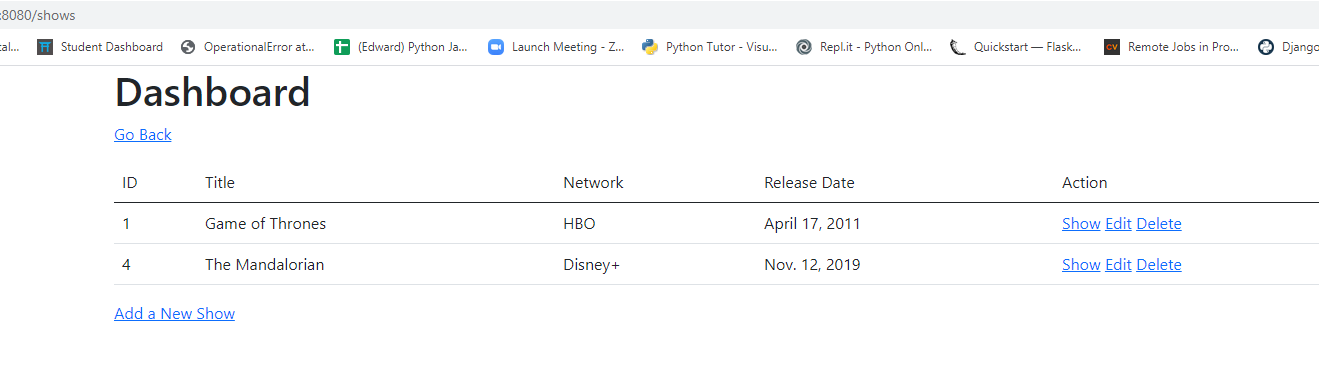 :8080/shows
tal... Student Dashboard OperationalError at... (Edward) Python Ja... Launch Meeting - Z... Python Tutor - Visu... Repl.it - Python Onl... Quickstart — Flask... CV Remote Jobs in Pro... Django
Dashboard
Go Back
ID Title Network Release Date Action
1 Game of Thrones HBO April 17, 2011 Show Edit Delete
4 The Mandalorian Disney+ Nov. 12, 2019 Show Edit Delete
Add a New Show